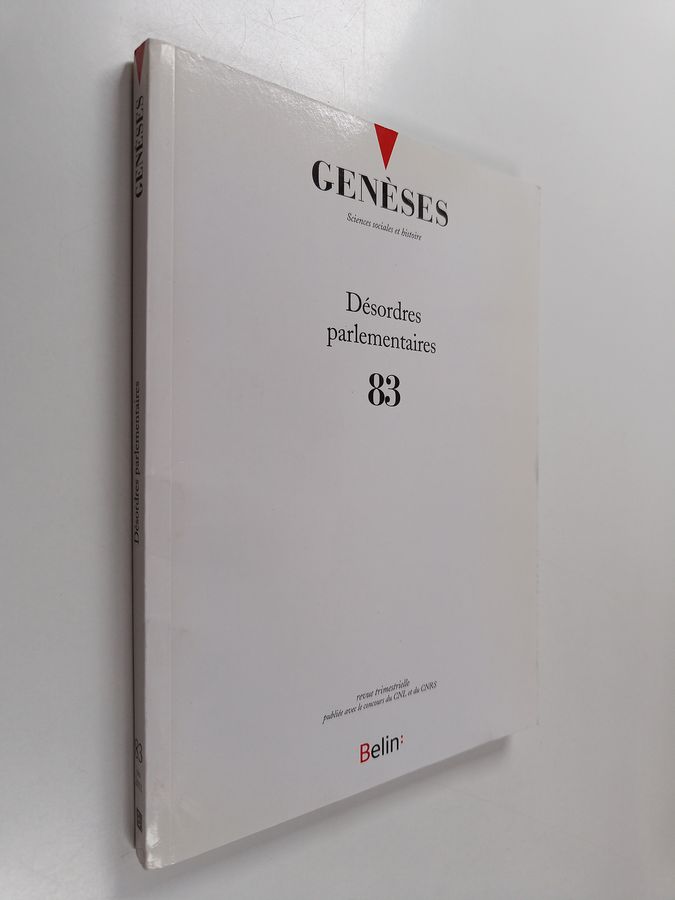 GENÈSES
Sciences sociales et histoire
Désordres
parlementaires
83
revue trimestrielle
publiée avec le concours du CNL et du CNRS
Belin:
GENÈSES
Désordres parlementaires
83